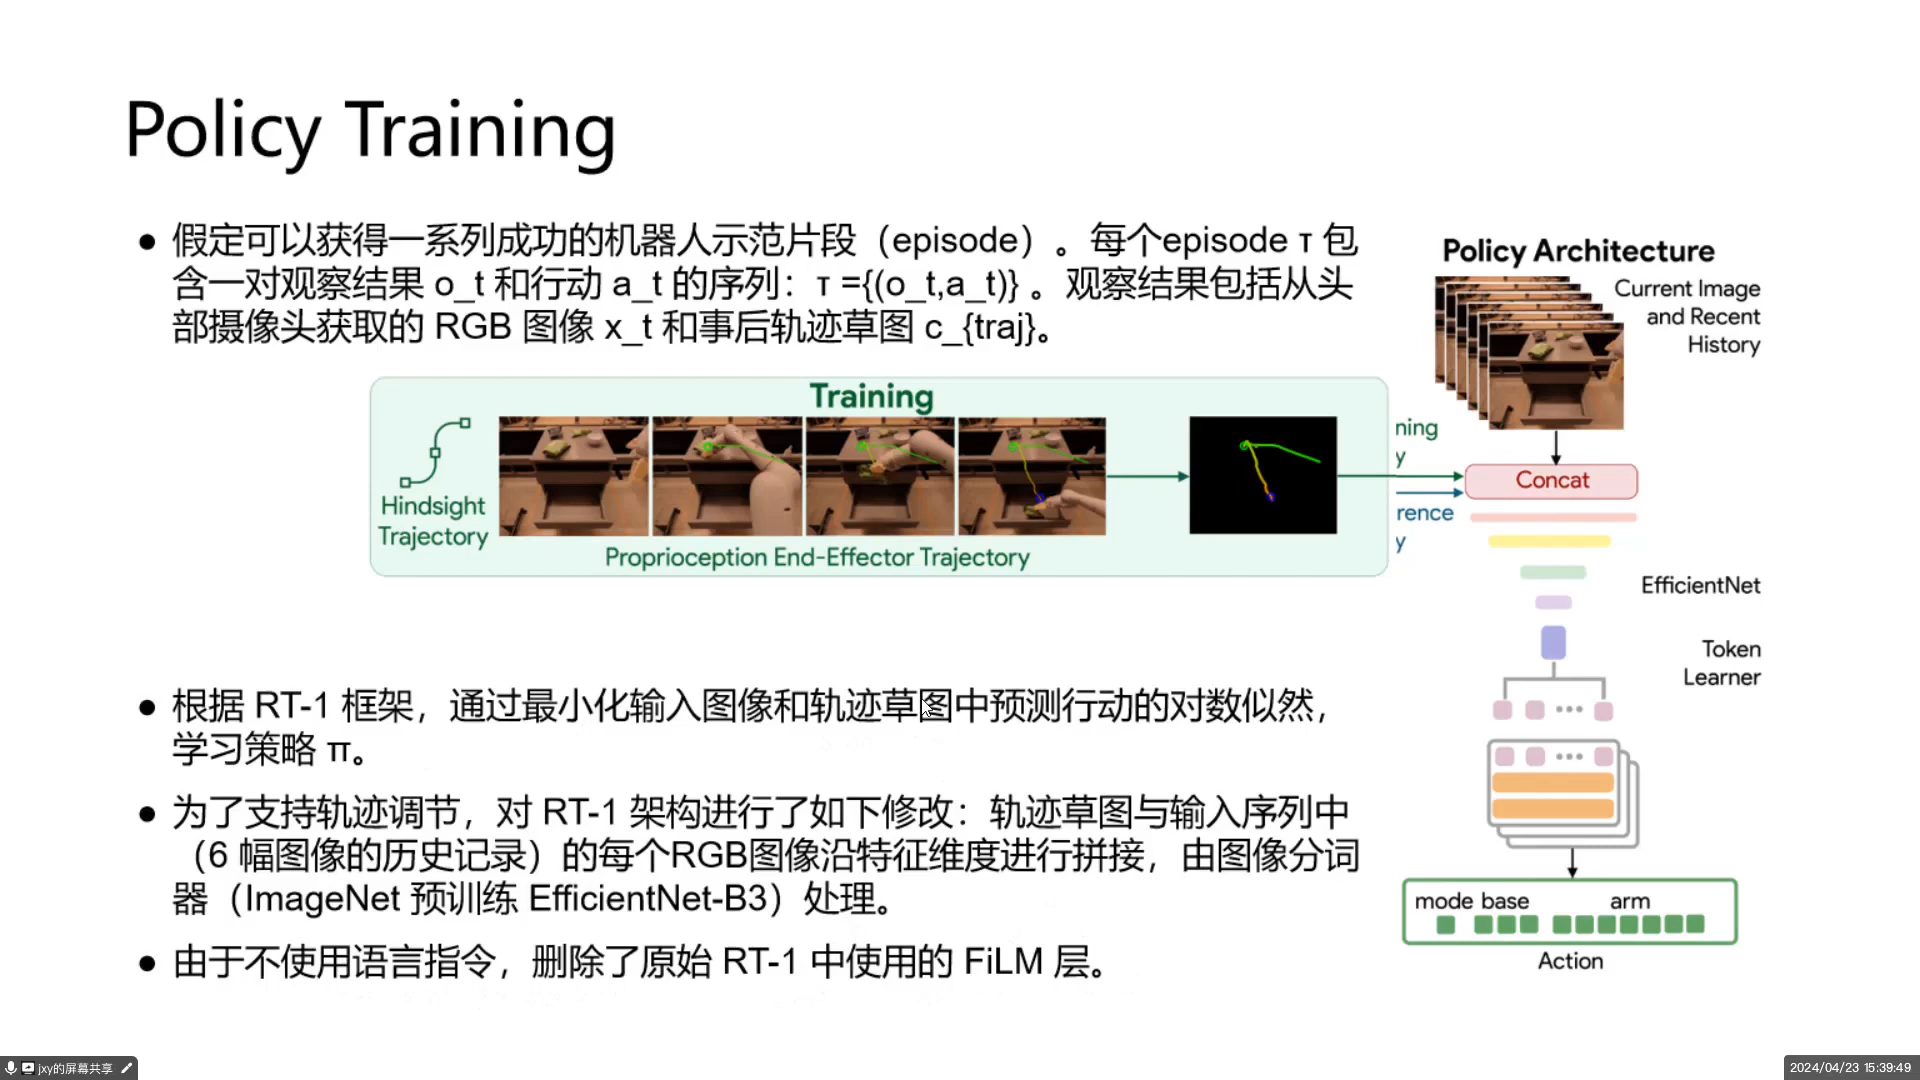 Policy Training
● 假定可以获得一系列成功的机器人示范片段（episode）。每个episode τ 包
含一对观察结果 o_t 和行动 a_t 的序列：τ ={(o_t,a_t)} 。观察结果包括从头
部摄像头获取的 RGB 图像 x_t 和事后轨迹草图 c_{traj}。
Training
Hindsight
Trajectory
Proprioception End-Effector Trajectory
● 根据 RT-1 框架，通过最小化输入图像和轨迹草图中预测行动的对数似然，
学习策略 π。
● 为了支持轨迹调节，对 RT-1 架构进行了如下修改：轨迹草图与输入序列中
（6 幅图像的历史记录）的每个RGB图像沿特征维度进行拼接，由图像分词
器（ImageNet 预训练 EfficientNet-B3）处理。
● 由于不使用语言指令，删除了原始 RT-1 中使用的 FiLM 层。
Policy Architecture
Current Image
and Recent
History
ning
y
Concat
rence
y
EfficientNet
Token
Learner
mode base arm
Action
jxy的屏幕共享
2024/04/23 15:39:49